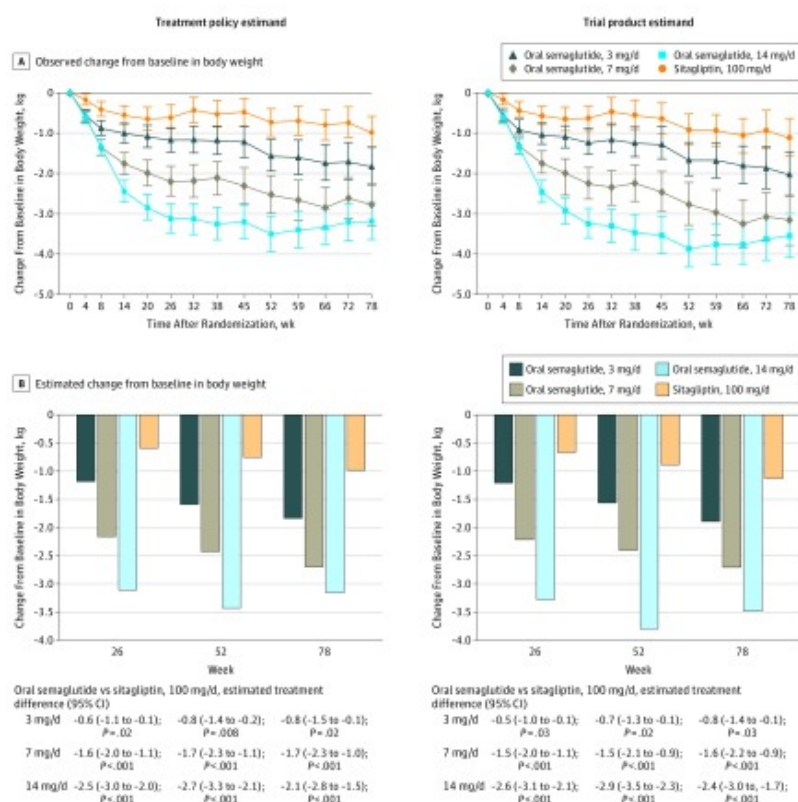 Treatment policy estimand
Trial product estimand
A Observed change from baseline in body weight
Oral semaglutide, 3 mg/d
Oral semaglutide, 14 mg/d
Oral semaglutide, 7 mg/d
Sitagliptin, 100 mg/d
Change From Baseline in Body Weight, kg
0
-1.0
-2.0
-3.0
-4.0
-5.0
0 4 8 14 20 26 32 38 45 52 59 66 72 78
Time After Randomization, wk
Change From Baseline in Body Weight, kg
0
-1.0
-2.0
-3.0
-4.0
-5.0
0 4 8 14 20 26 32 38 45 52 59 66 72 78
Time After Randomization, wk
B Estimated change from baseline in body weight
Oral semaglutide, 3 mg/d
Oral semaglutide, 14 mg/d
Oral semaglutide, 7 mg/d
Sitagliptin, 100 mg/d
Change From Baseline in Body Weight, kg
0
-0.5
-1.0
-1.5
-2.0
-2.5
-3.0
-3.5
-4.0
26 52 78
Week
Change From Baseline in Body Weight, kg
0
-0.5
-1.0
-1.5
-2.0
-2.5
-3.0
-3.5
-4.0
26 52 78
Week
Oral semaglutide vs sitagliptin, 100 mg/d, estimated treatment
difference (95% CI)
3 mg/d -0.6 (-1.1 to -0.1); -0.8 (-1.4 to -0.2); -0.8 (-1.5 to -0.1);
P=.02 P=.008 P=.02
7 mg/d -1.6 (-2.0 to -1.1); -1.7 (-2.3 to -1.1); -1.7 (-2.3 to -1.0);
P<.001 P<.001 P<.001
14 mg/d -2.5 (-3.0 to -2.0); -2.7 (-3.3 to -2.1); -2.1 (-2.8 to -1.5);
P<.001 P<.001 P<.001
Oral semaglutide vs sitagliptin, 100 mg/d, estimated treatment
difference (95% CI)
3 mg/d -0.5 (-1.0 to -0.1); -0.7 (-1.3 to -0.1); -0.8 (-1.4 to -0.1);
P=.03 P=.02 P=.03
7 mg/d -1.5 (-2.0 to -1.1); -1.5 (-2.1 to -0.9); -1.6 (-2.2 to -0.9);
P<.001 P<.001 P<.001
14 mg/d -2.6 (-3.1 to -2.1); -2.9 (-3.5 to -2.3); -2.4 (-3.0, to -1.7);
P<.001 P<.001 P<.001